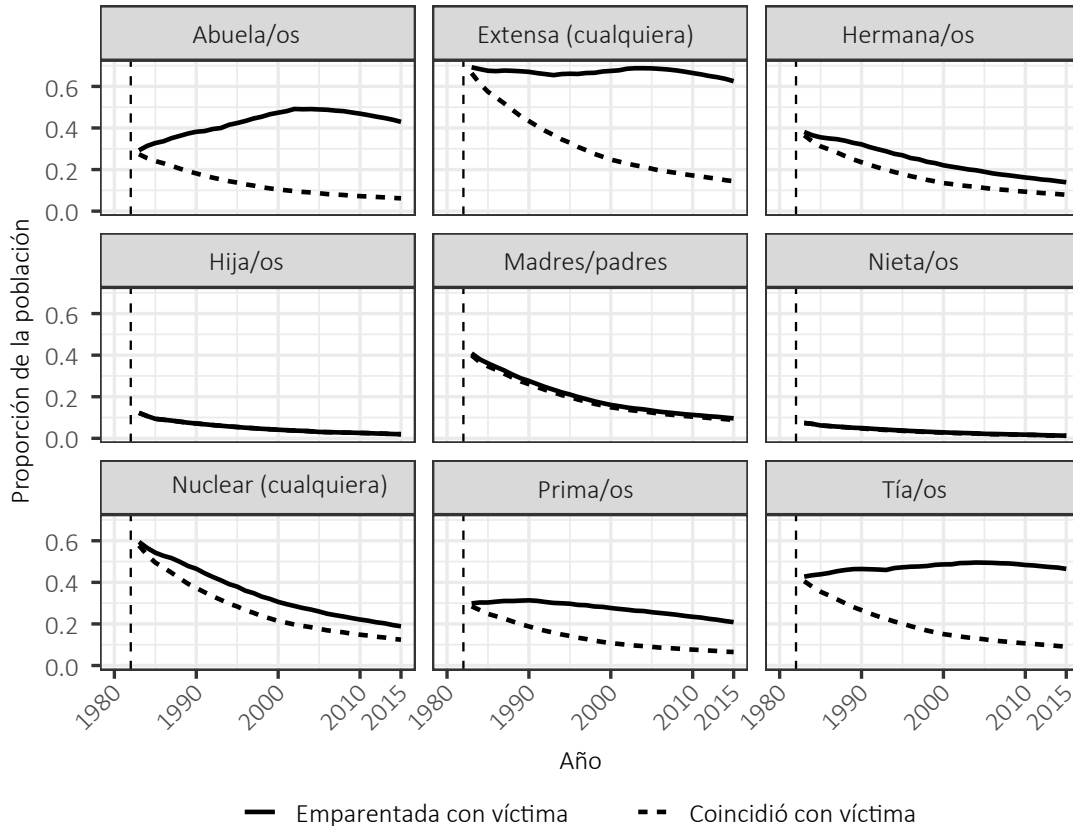 Abuela/os
Extensa (cualquiera)
Hermana/os
0.6
0.4
0.2
0.0
Hija/os
Madres/padres
Nieta/os
0.6
0.4
0.2
0.0
Nuclear (cualquiera)
Prima/os
Tía/os
0.6
0.4
0.2
0.0
Proporción de la población
1980
1990
2000
2010
2015
1980
1990
2000
2010
2015
1980
1990
2000
2010
2015
Año
Emparentada con víctima
Coincidió con víctima